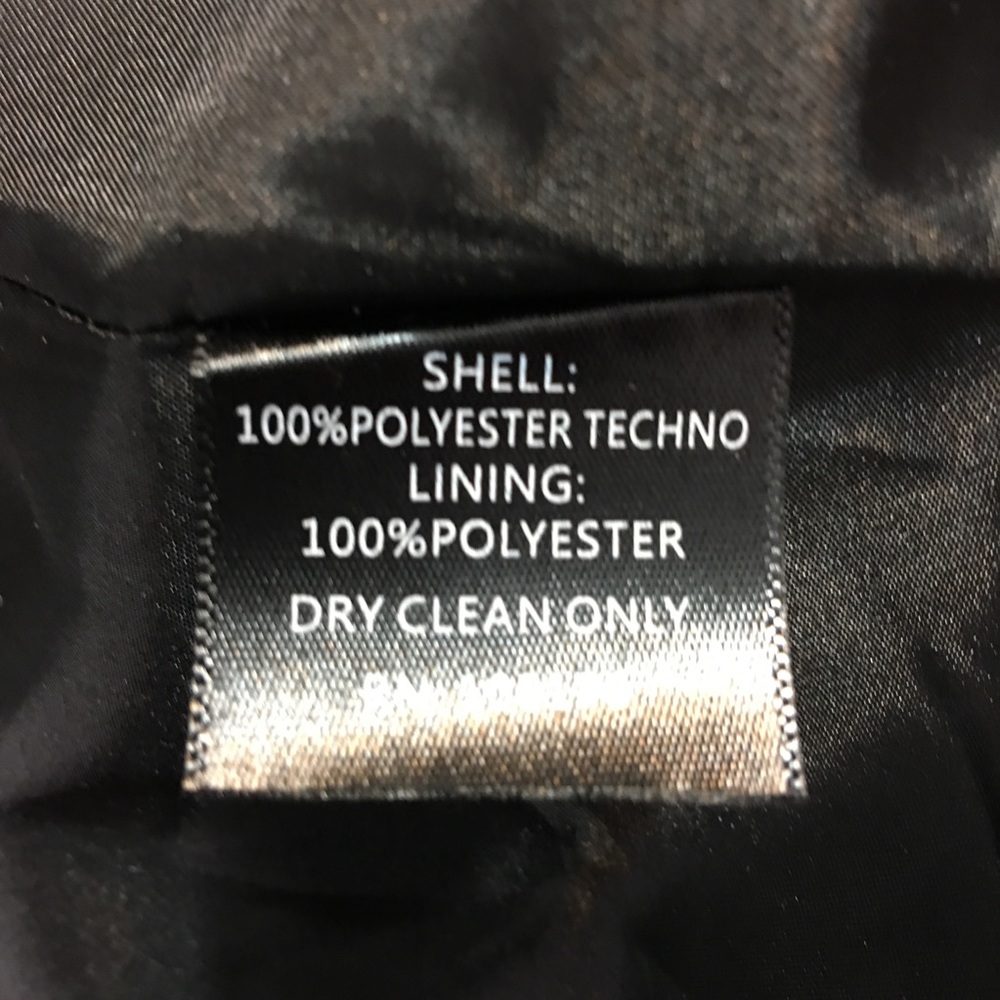 SHELL:
100%POLYESTER TECHNO
LINING:
100%POLYESTER
DRY CLEAN ONLY